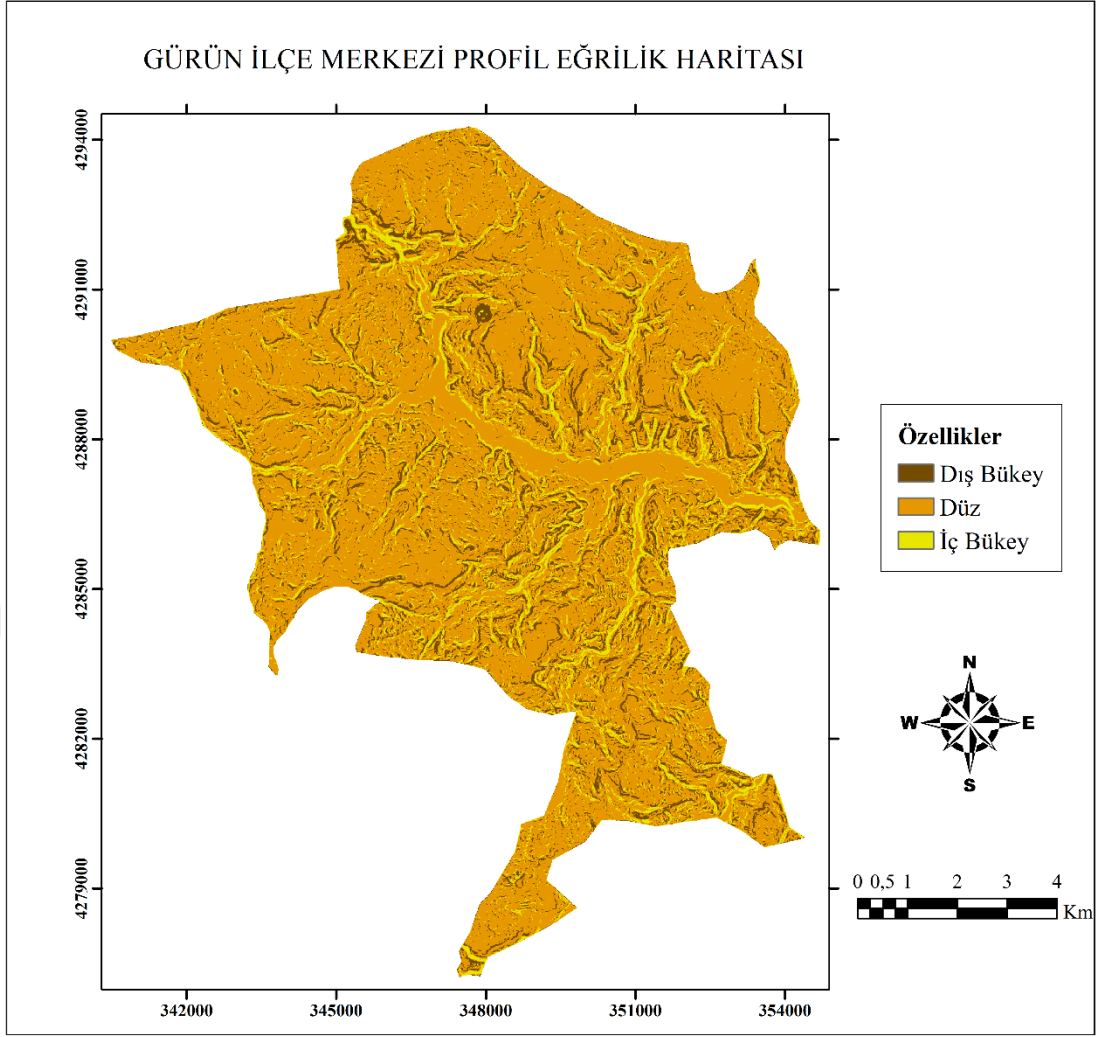 GÜRÜN İLÇE MERKEZİ PROFİL EĞRİLİK HARİTASI
4294000
4291000
4288000
4285000
4282000
4279000
342000 345000 348000 351000 354000
Özellikler
Dış Bükey
Düz
İç Bükey
N
W E
S
0 0,5 1 2 3 4
Km